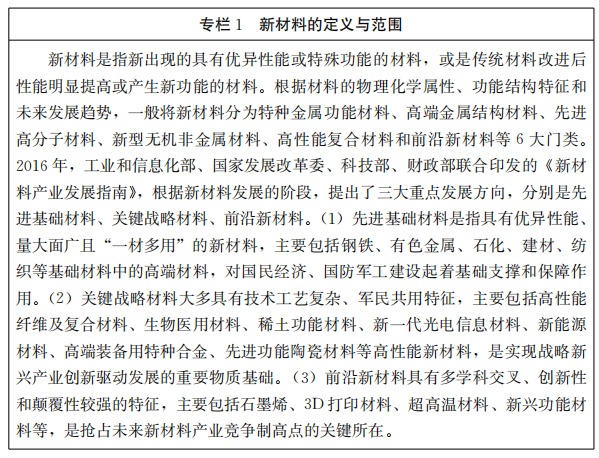 专栏 1 新材料的定义与范围
新材料是指新出现的具有优异性能或特殊功能的材料，或是传统材料改进后
性能明显提高或产生新功能的材料。根据材料的物理化学属性、功能结构特征和
未来发展趋势，一般将新材料分为特种金属功能材料、高端金属结构材料、先进
高分子材料、新型无机非金属材料、高性能复合材料和前沿新材料等 6 大门类。
2016 年，工业和信息化部、国家发展改革委、科技部、财政部联合印发的《新材
料产业发展指南》，根据新材料发展的阶段，提出了三大重点发展方向，分别是先
进基础材料、关键战略材料、前沿新材料。（1）先进基础材料是指具有优异性能、
量大面广且“一材多用”的新材料，主要包括钢铁、有色金属、石化、建材、纺
织等基础材料中的高端材料，对国民经济、国防军工建设起着基础支撑和保障作
用。（2）关键战略材料大多具有技术工艺复杂、军民共用特征，主要包括高性能
纤维及复合材料、生物医用材料、稀土功能材料、新一代光电信息材料、新能源
材料、高端装备用特种合金、先进功能陶瓷材料等高性能新材料，是实现战略新
兴产业创新驱动发展的重要物质基础。（3）前沿新材料具有多学科交叉、创新性
和颠覆性较强的特征，主要包括石墨烯、3D 打印材料、超高温材料、新兴功能材
料等，是抢占未来新材料产业竞争制高点的关键所在。